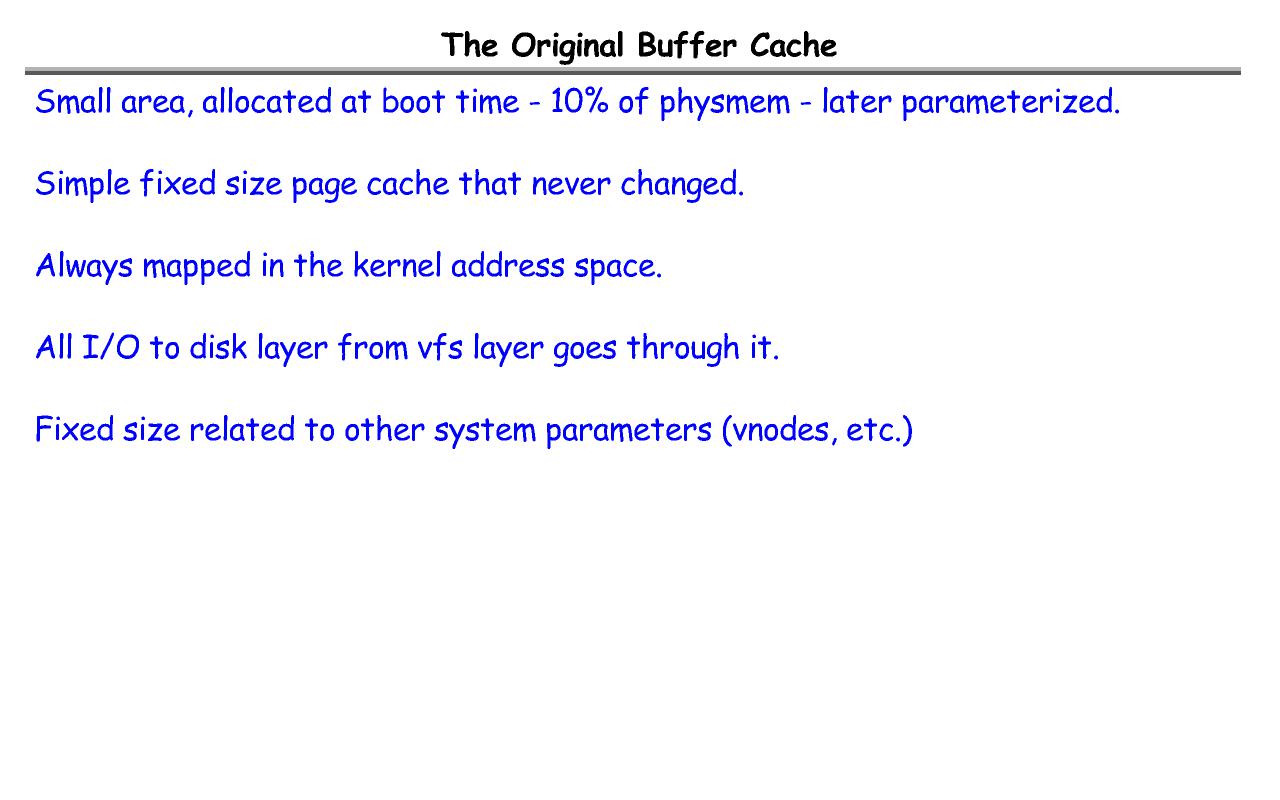 The Original Buffer Cache
Small area, allocated at boot time - 10% of physmem - later parameterized.
Simple fixed size page cache that never changed.
Always mapped in the kernel address space.
All I/O to disk layer from vfs layer goes through it.
Fixed size related to other system parameters (vnodes, etc.)